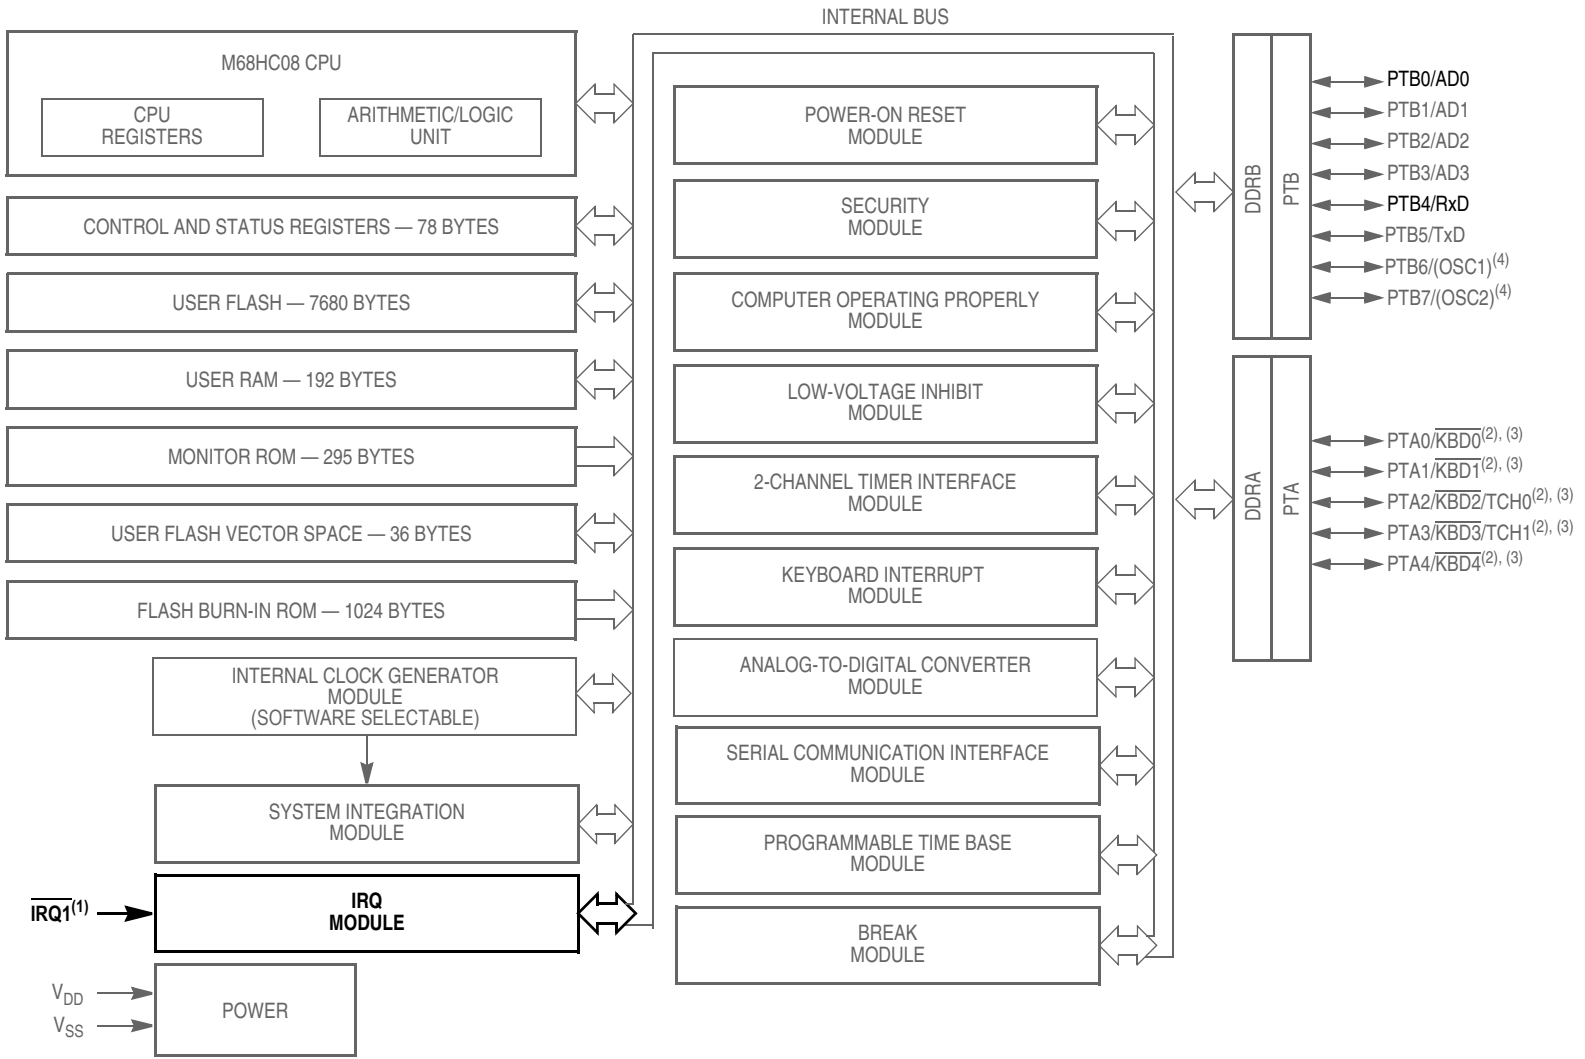 INTERNAL BUS
M68HC08 CPU
CPU
REGISTERS
ARITHMETIC/LOGIC
UNIT
CONTROL AND STATUS REGISTERS — 78 BYTES
USER FLASH — 7680 BYTES
USER RAM — 192 BYTES
MONITOR ROM — 295 BYTES
USER FLASH VECTOR SPACE — 36 BYTES
FLASH BURN-IN ROM — 1024 BYTES
INTERNAL CLOCK GENERATOR
MODULE
(SOFTWARE SELECTABLE)
SYSTEM INTEGRATION
MODULE
IRQ1(1)
IRQ
MODULE
VDD
VSS
POWER
POWER-ON RESET
MODULE
SECURITY
MODULE
COMPUTER OPERATING PROPERLY
MODULE
LOW-VOLTAGE INHIBIT
MODULE
2-CHANNEL TIMER INTERFACE
MODULE
KEYBOARD INTERRUPT
MODULE
ANALOG-TO-DIGITAL CONVERTER
MODULE
SERIAL COMMUNICATION INTERFACE
MODULE
PROGRAMMABLE TIME BASE
MODULE
BREAK
MODULE
DDRB
PTB
PTB0/AD0
PTB1/AD1
PTB2/AD2
PTB3/AD3
PTB4/RxD
PTB5/TxD
PTB6/(OSC1)(4)
PTB7/(OSC2)(4)
DDRA
PTA
PTA0/KBD0(2), (3)
PTA1/KBD1(2), (3)
PTA2/KBD2/TCH0(2), (3)
PTA3/KBD3/TCH1(2), (3)
PTA4/KBD4(2), (3)